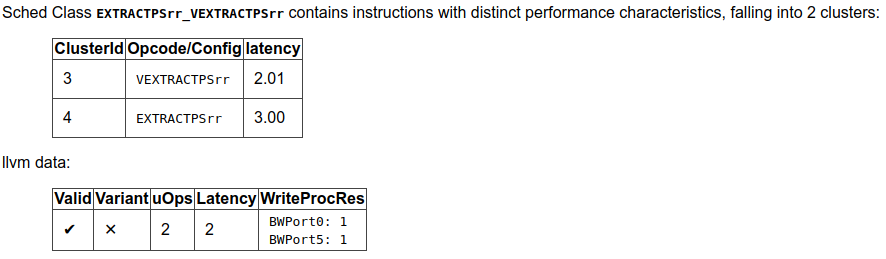 Sched Class EXTRACTPSrr_VEXTRACTPSrr contains instructions with distinct performance characteristics, falling into 2 clusters:
ClusterId Opcode/Config latency
3 VEXTRACTPSrr 2.01
4 EXTRACTPSrr 3.00
llvm data:
Valid Variant uOps Latency WriteProcRes
✔ ✕ 2 2 BWPort0: 1
BWPort5: 1